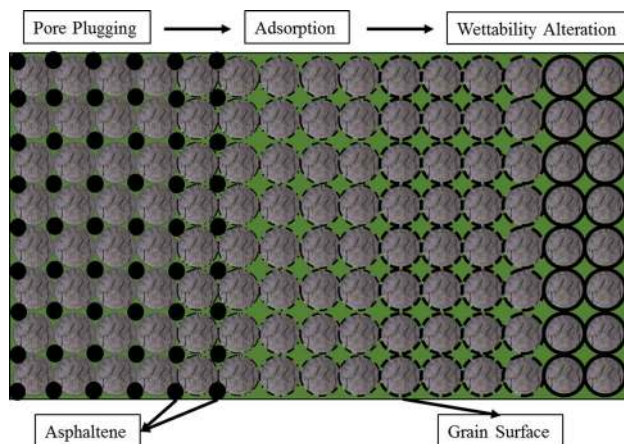 Pore Plugging
Adsorption
Wettability Alteration
Asphaltene
Grain Surface